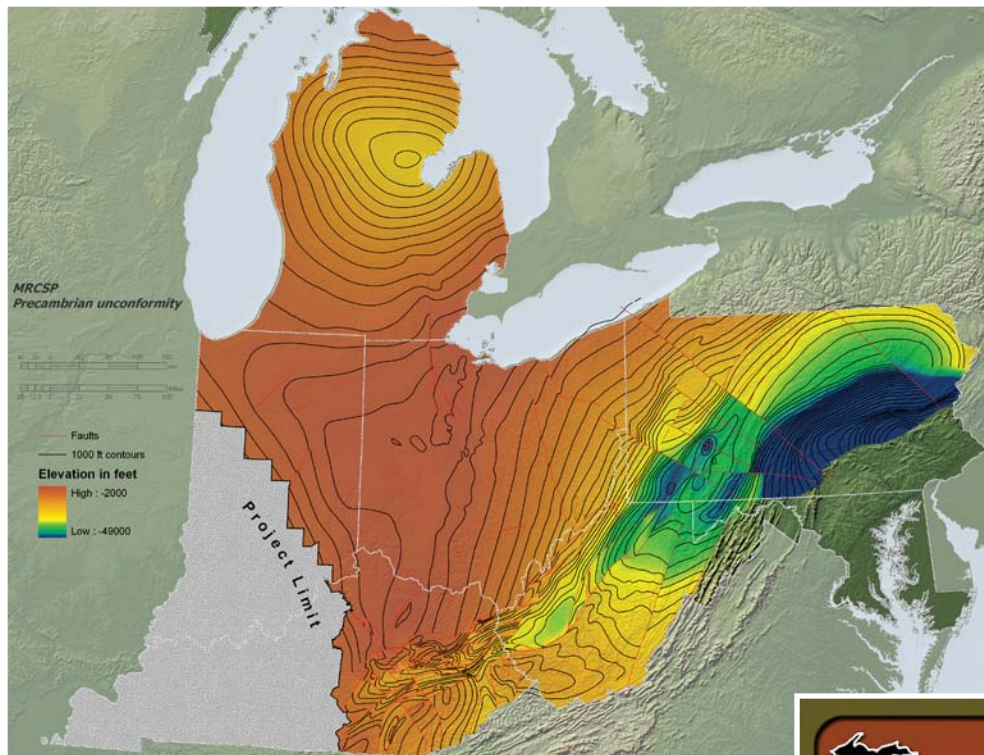 MRCSP
Precambrian unconformity
Faults
1000 ft contours
Elevation in feet
High : -2000
Low : -49000
Project Limit